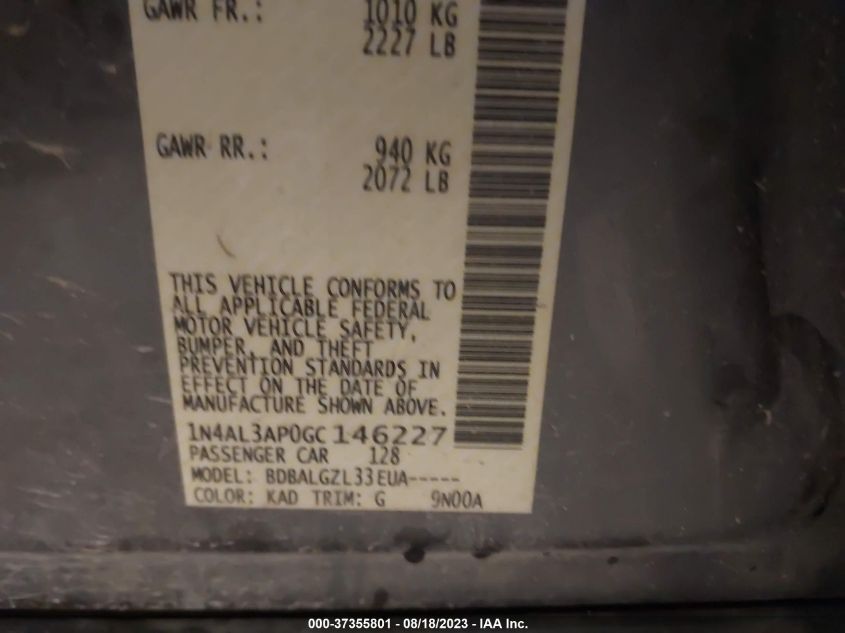 GAWR FR.: 1010 KG
2227 LB
GAWR RR.: 940 KG
2072 LB
THIS VEHICLE CONFORMS TO
ALL APPLICABLE FEDERAL
MOTOR VEHICLE SAFETY,
BUMPER, AND THEFT
PREVENTION STANDARDS IN
EFFECT ON THE DATE OF
MANUFACTURE SHOWN ABOVE.
1N4AL3AP0GC 146227
PASSENGER CAR 128
MODEL: BDBALGZL33EUA-----
COLOR: KAD TRIM: G 9N00A
000-37355801 - 08/18/2023 - IAA Inc.